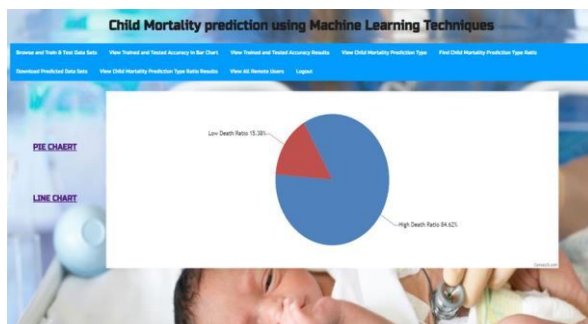 Child Mortality prediction using Machine Learning Techniques
Browse and Train & Test Data Sets View Trained and Tested Accuracy in Bar Chart View Trained and Tested Accuracy Results View Child Mortality Prediction Type Find Child Mortality Prediction Type Ratio
Download Predicted Data Sets View Child Mortality Prediction Type Ratio Results View All Remote Users Logout
Low Death Ratio 15.38%
PIE CHAERT
LINE CHART
High Death Ratio 84.62%
CanvasJS.com